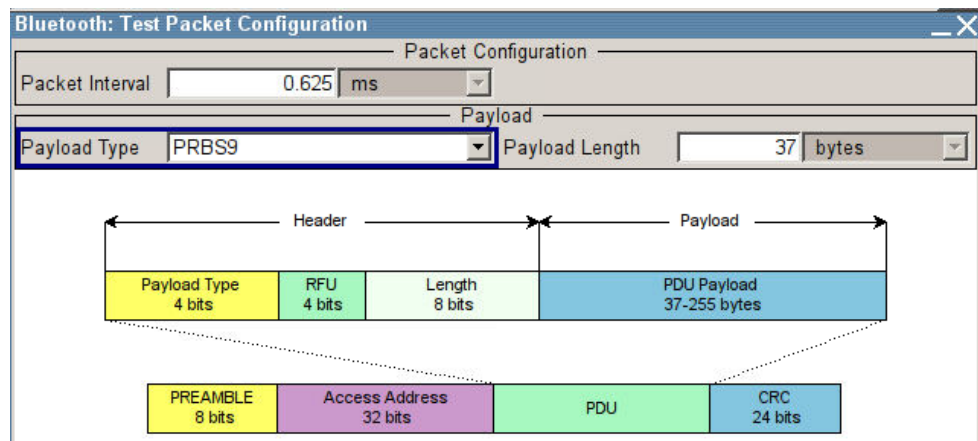 Bluetooth: Test Packet Configuration
Packet Configuration
Packet Interval 0.625 ms
Payload
Payload Type PRBS9 Payload Length 37 bytes
Header Payload
Payload Type RFU Length PDU Payload
4 bits 4 bits 8 bits 37-255 bytes
PREAMBLE Access Address PDU CRC
8 bits 32 bits 24 bits